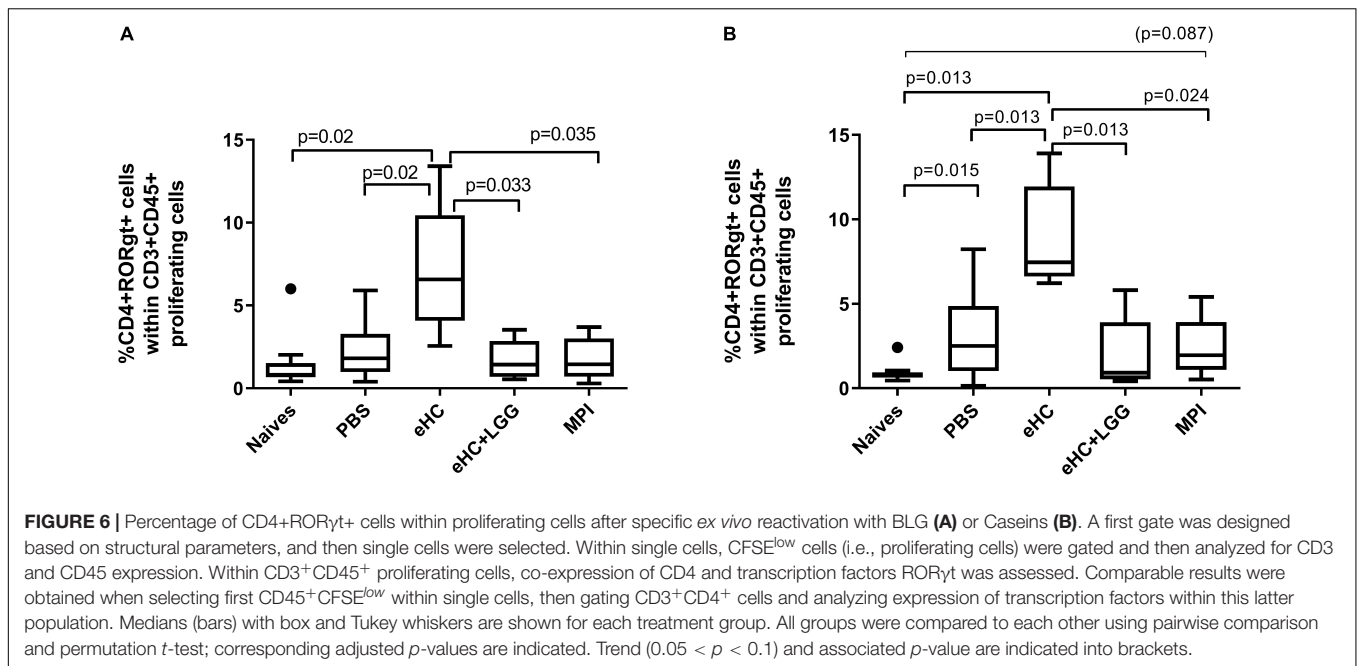 A
B
(p=0.087)
p=0.013
p=0.024
p=0.013
p=0.013
p=0.015
p=0.02
p=0.035
p=0.02
p=0.033
%CD4+RORgt+ cells
within CD3+CD45+
proliferating cells
15
10
5
0
Naives
PBS
eHC
eHC+LGG
MPI
%CD4+RORgt+ cells
within CD3+CD45+
proliferating cells
15
10
5
0
Naives
PBS
eHC
eHC+LGG
MPI
FIGURE 6 | Percentage of CD4+RORγt+ cells within proliferating cells after specific ex vivo reactivation with BLG (A) or Caseins (B). A first gate was designed
based on structural parameters, and then single cells were selected. Within single cells, CFSE^low cells (i.e., proliferating cells) were gated and then analyzed for CD3
and CD45 expression. Within CD3⁺CD45⁺ proliferating cells, co-expression of CD4 and transcription factors RORγt was assessed. Comparable results were
obtained when selecting first CD45⁺CFSE^low within single cells, then gating CD3⁺CD4⁺ cells and analyzing expression of transcription factors within this latter
population. Medians (bars) with box and Tukey whiskers are shown for each treatment group. All groups were compared to each other using pairwise comparison
and permutation t-test; corresponding adjusted p-values are indicated. Trend (0.05 < p < 0.1) and associated p-value are indicated into brackets.